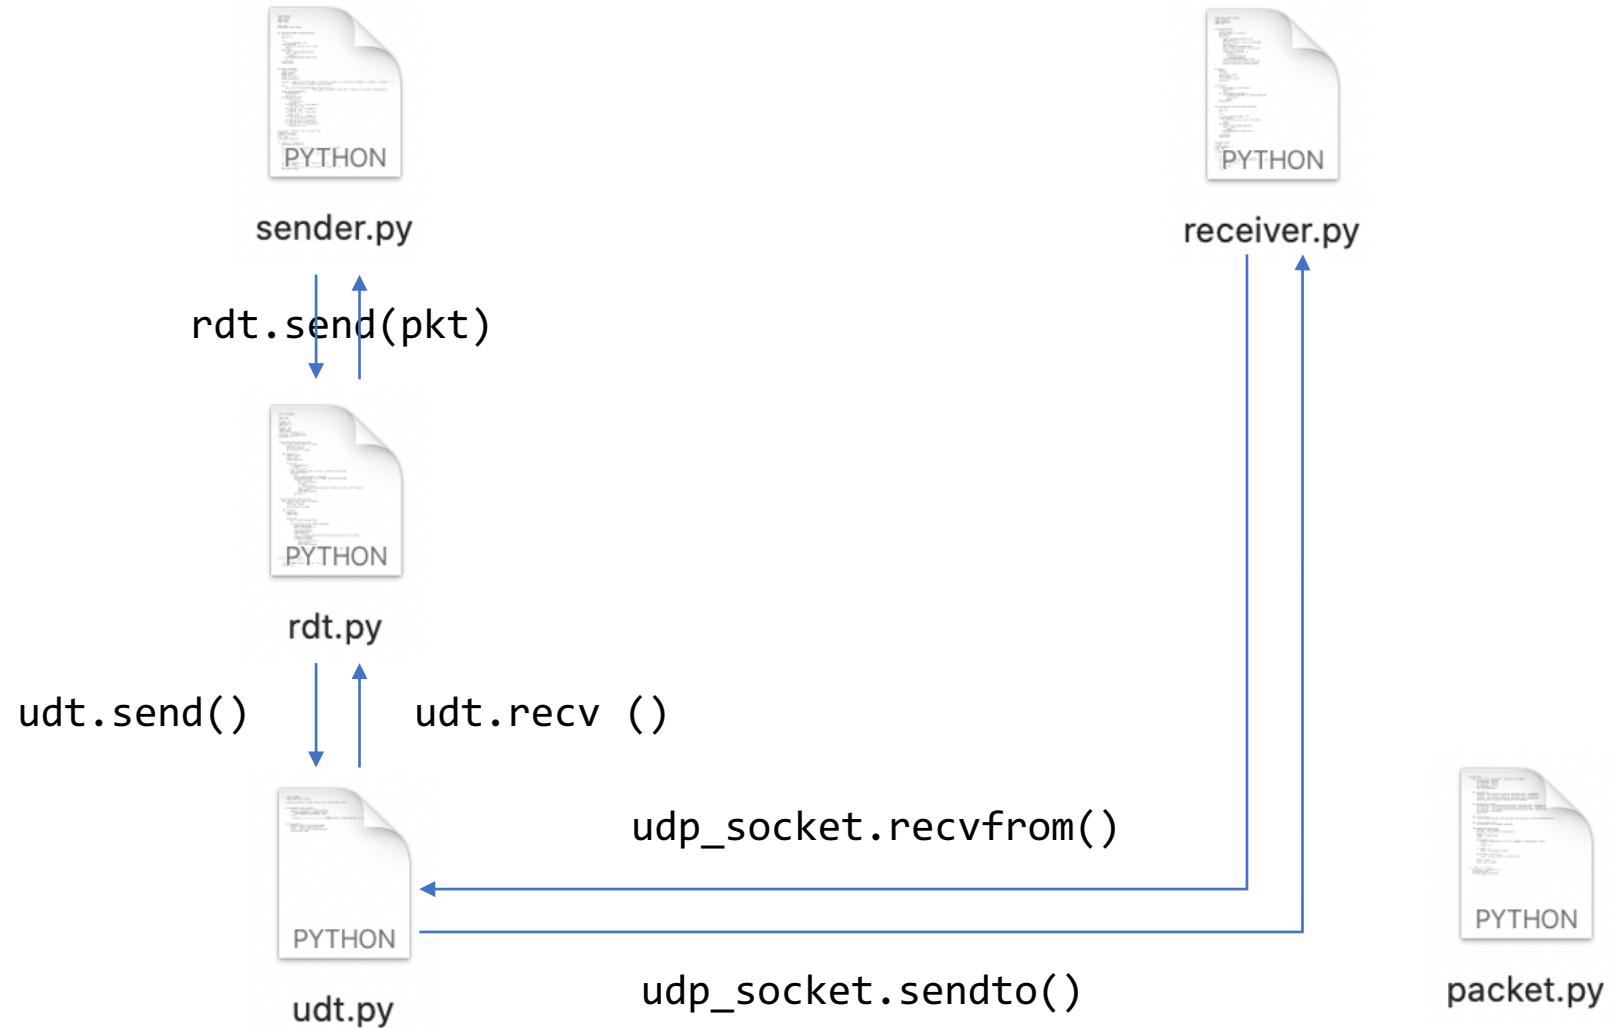 PYTHON
sender.py
PYTHON
receiver.py
rdt.send(pkt)
PYTHON
rdt.py
udt.send()
udt.recv ()
PYTHON
udt.py
udp_socket.recvfrom()
udp_socket.sendto()
PYTHON
packet.py